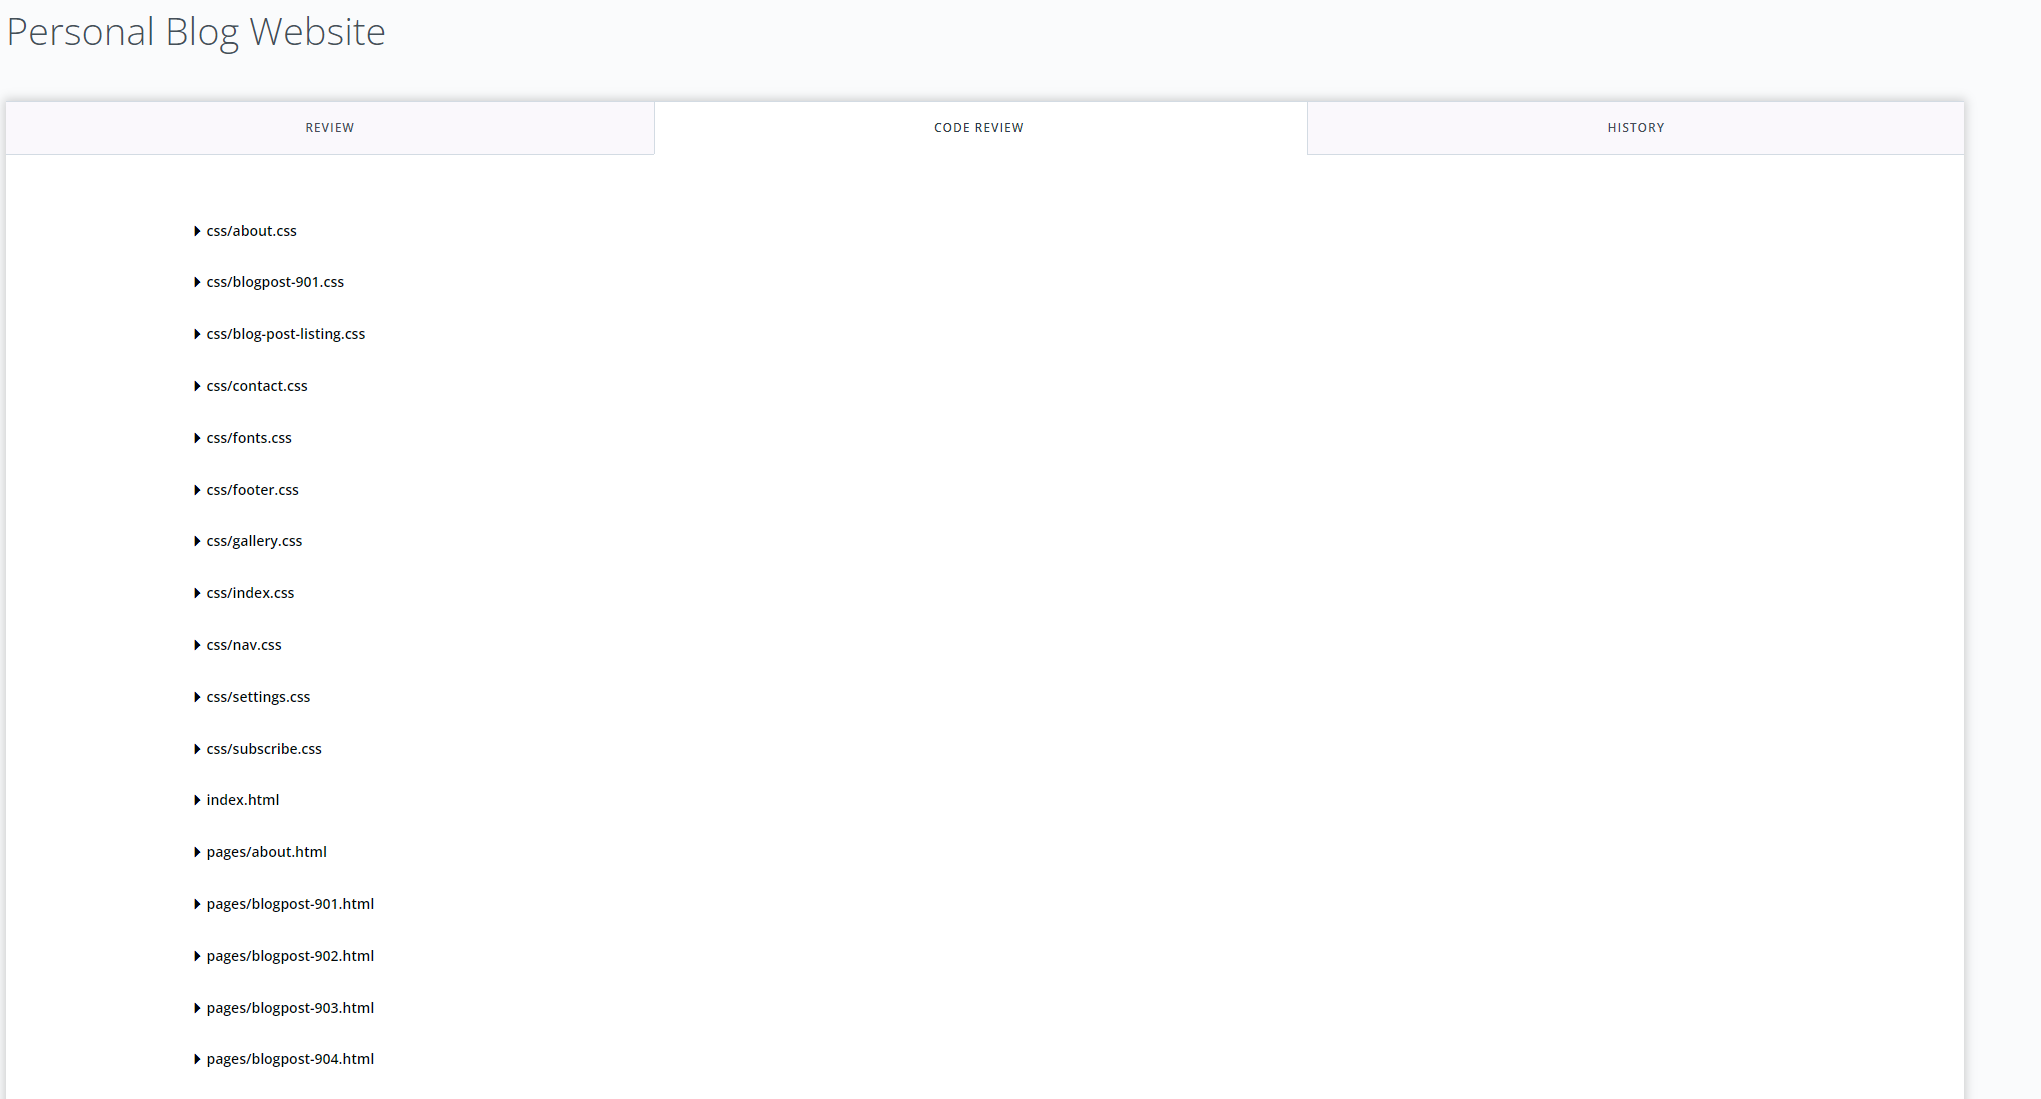 Personal Blog Website
REVIEW
CODE REVIEW
HISTORY
css/about.css
css/blogpost-901.css
css/blog-post-listing.css
css/contact.css
css/fonts.css
css/footer.css
css/gallery.css
css/index.css
css/nav.css
css/settings.css
css/subscribe.css
index.html
pages/about.html
pages/blogpost-901.html
pages/blogpost-902.html
pages/blogpost-903.html
pages/blogpost-904.html